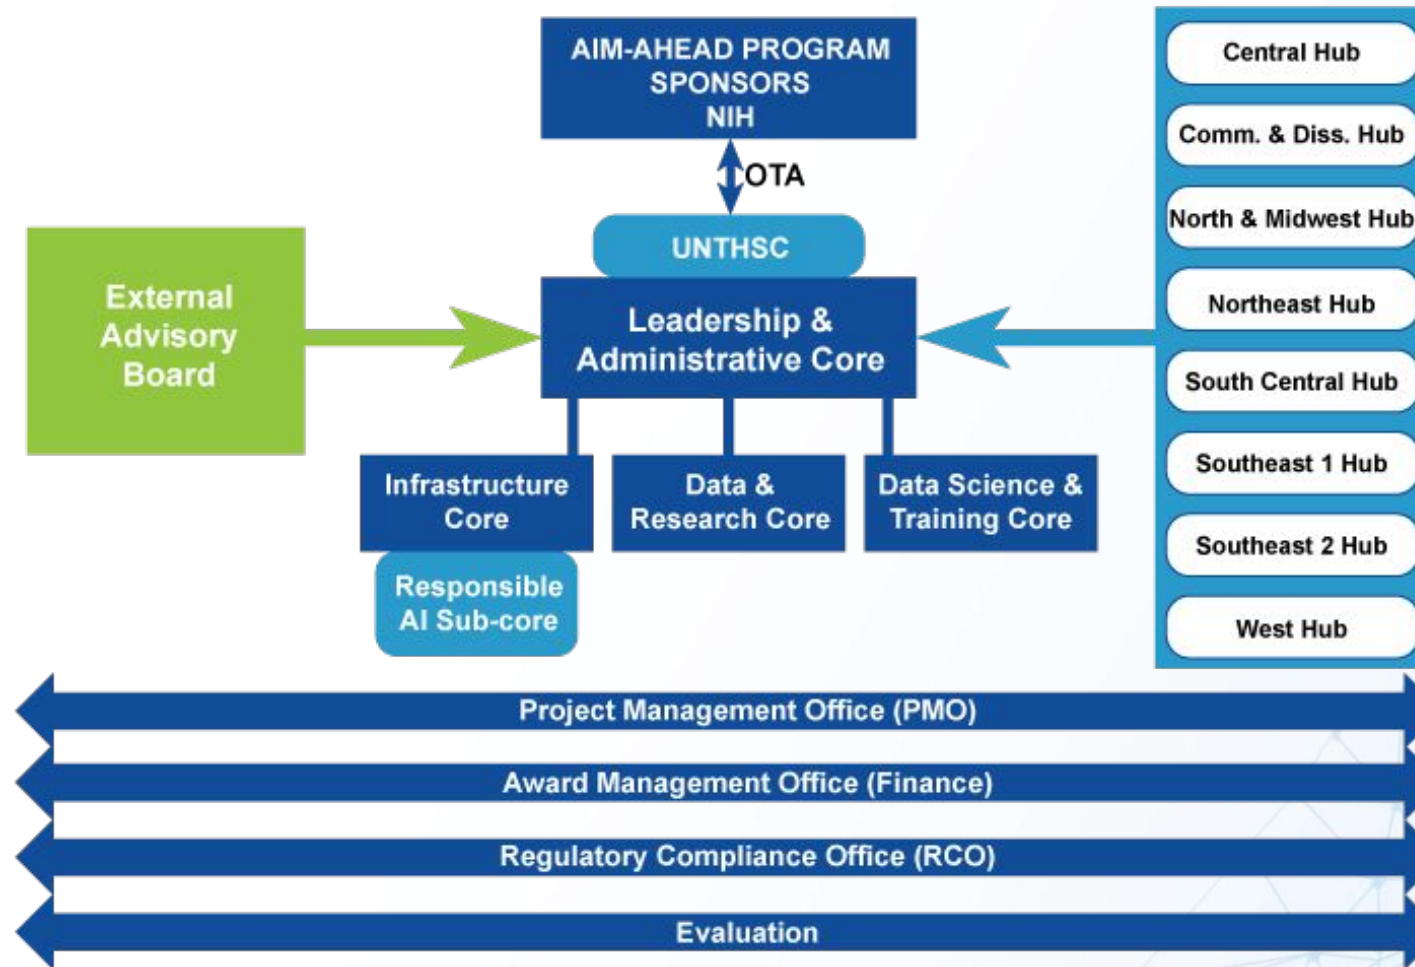 AIM-AHEAD PROGRAM
SPONSORS
NIH
OTA
UNTHSC
Leadership &
Administrative Core
External
Advisory
Board
Infrastructure
Core
Data &
Research Core
Data Science &
Training Core
Responsible
AI Sub-core
Central Hub
Comm. & Diss. Hub
North & Midwest Hub
Northeast Hub
South Central Hub
Southeast 1 Hub
Southeast 2 Hub
West Hub
Project Management Office (PMO)
Award Management Office (Finance)
Regulatory Compliance Office (RCO)
Evaluation